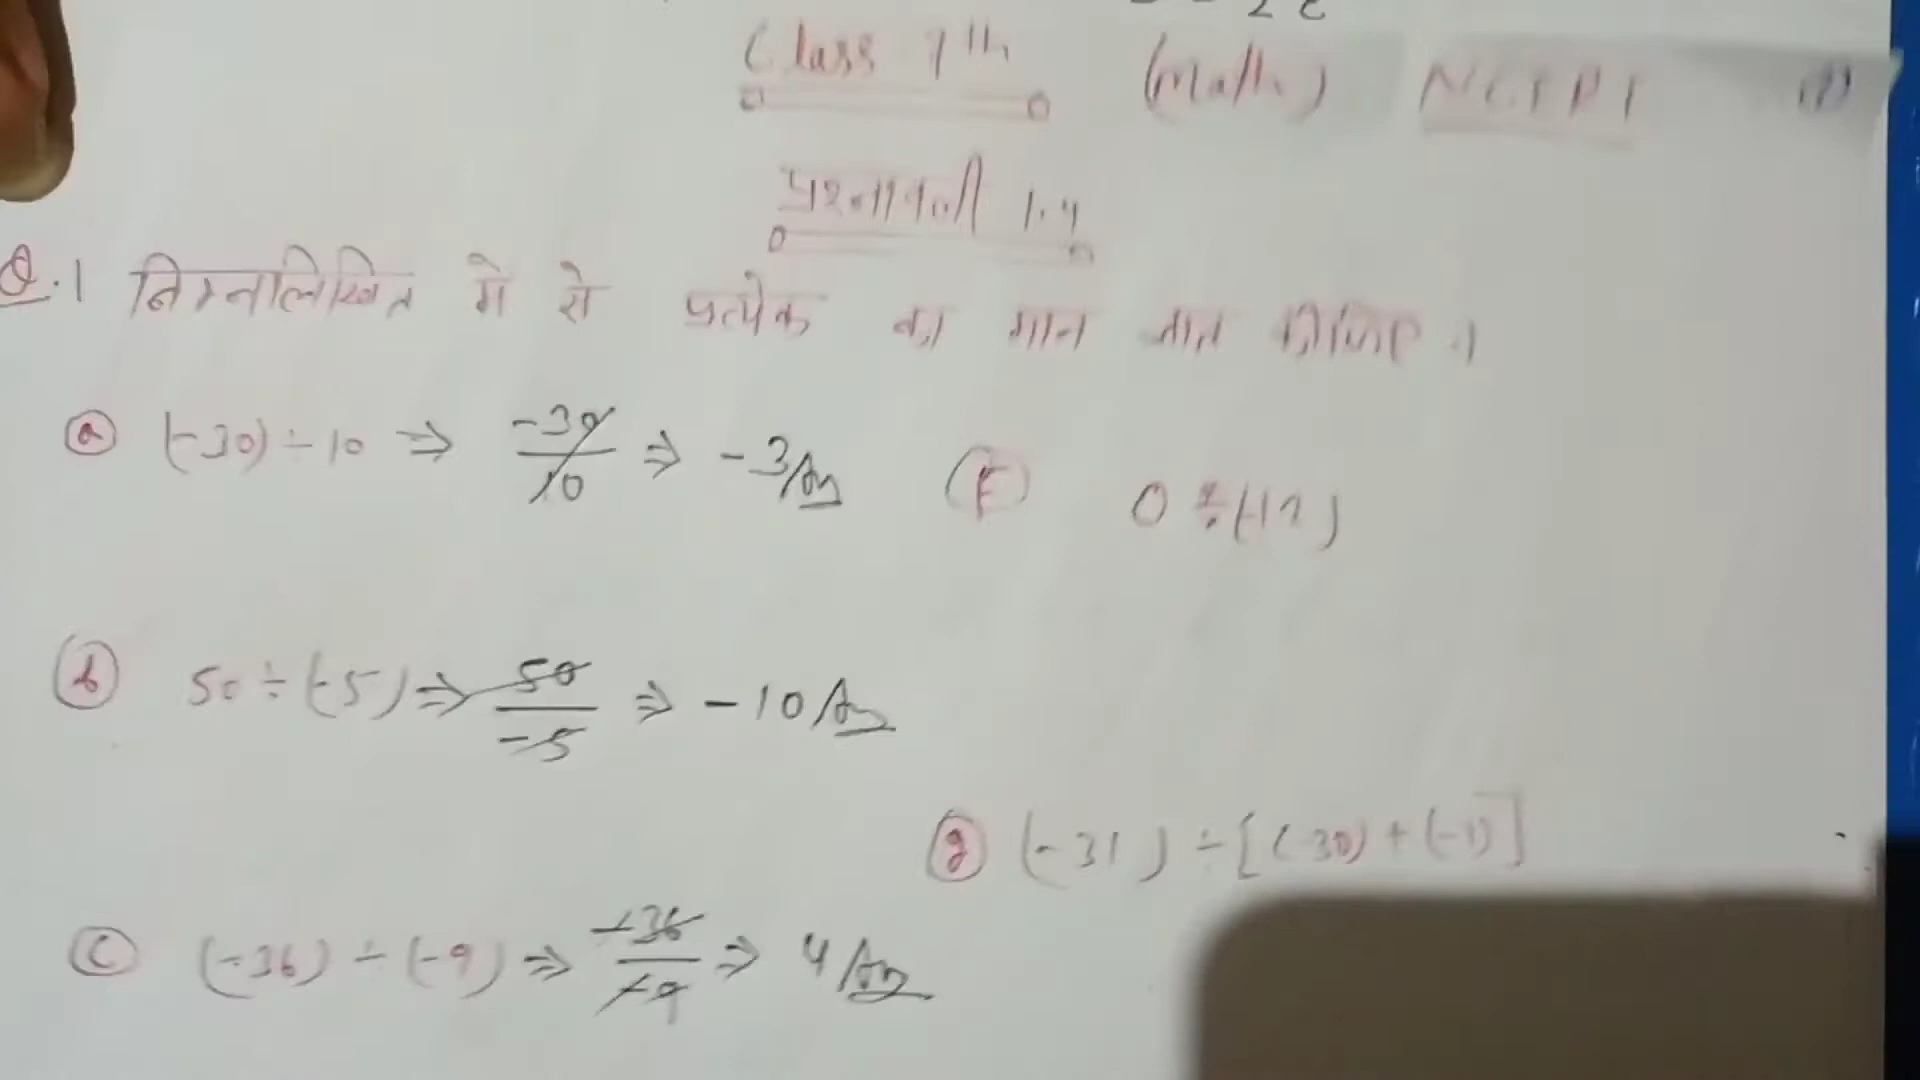 Class 7th (Maths) NCERT
प्रश्नावली 1.4
Q.1 निम्नलिखित मे से प्रत्येक का मान ज्ञात कीजिए ।
(a) (-30) ÷ 10 ⇒ -30/10 ⇒ -3 Ans
(F) 0 ÷ (-12)
(b) 50 ÷ (-5) ⇒ 50/-5 ⇒ -10 Ans
(g) (-31) ÷ [(-30) + (-1)]
(c) (-36) ÷ (-9) ⇒ -36/-9 ⇒ 4 Ans